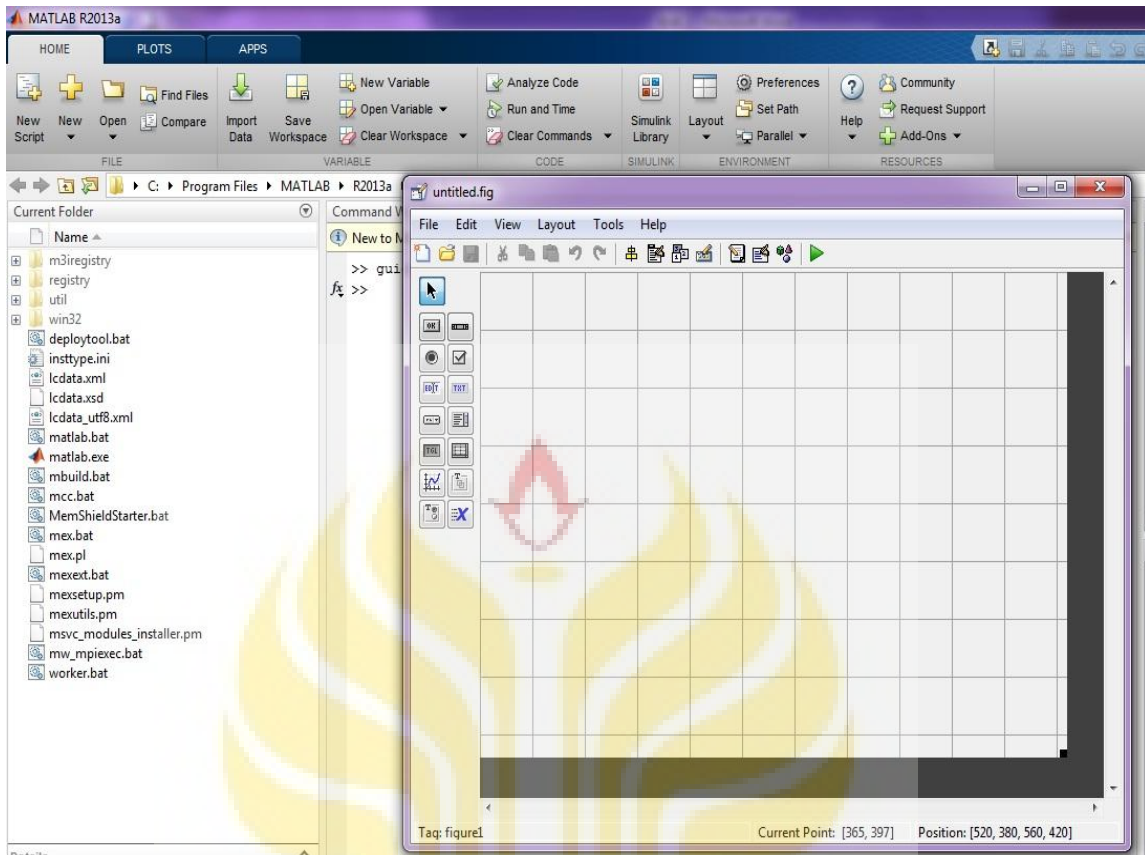 MATLAB R2013a
HOME PLOTS APPS
New Script
New
Open
Find Files
Compare
Import Data
Save Workspace
New Variable
Open Variable
Clear Workspace
Analyze Code
Run and Time
Clear Commands
Simulink Library
Layout
Preferences
Set Path
Parallel
Help
Community
Request Support
Add-Ons
FILE VARIABLE CODE SIMULINK ENVIRONMENT RESOURCES
C: Program Files MATLAB R2013a
Current Folder
Name
m3iregistry
registry
util
win32
deploytool.bat
insttype.ini
lcdata.xml
lcdata.xsd
lcdata_utf8.xml
matlab.bat
matlab.exe
mbuild.bat
mcc.bat
MemShieldStarter.bat
mex.bat
mex.pl
mexext.bat
mexsetup.pm
mexutils.pm
msvc_modules_installer.pm
mw_mpiexec.bat
worker.bat
Command W
New to M
>> gui
fx >>
untitled.fig
File Edit View Layout Tools Help
OK
EDIT TXT
TGL
Tag: figure1 Current Point: [365, 397] Position: [520, 380, 560, 420]